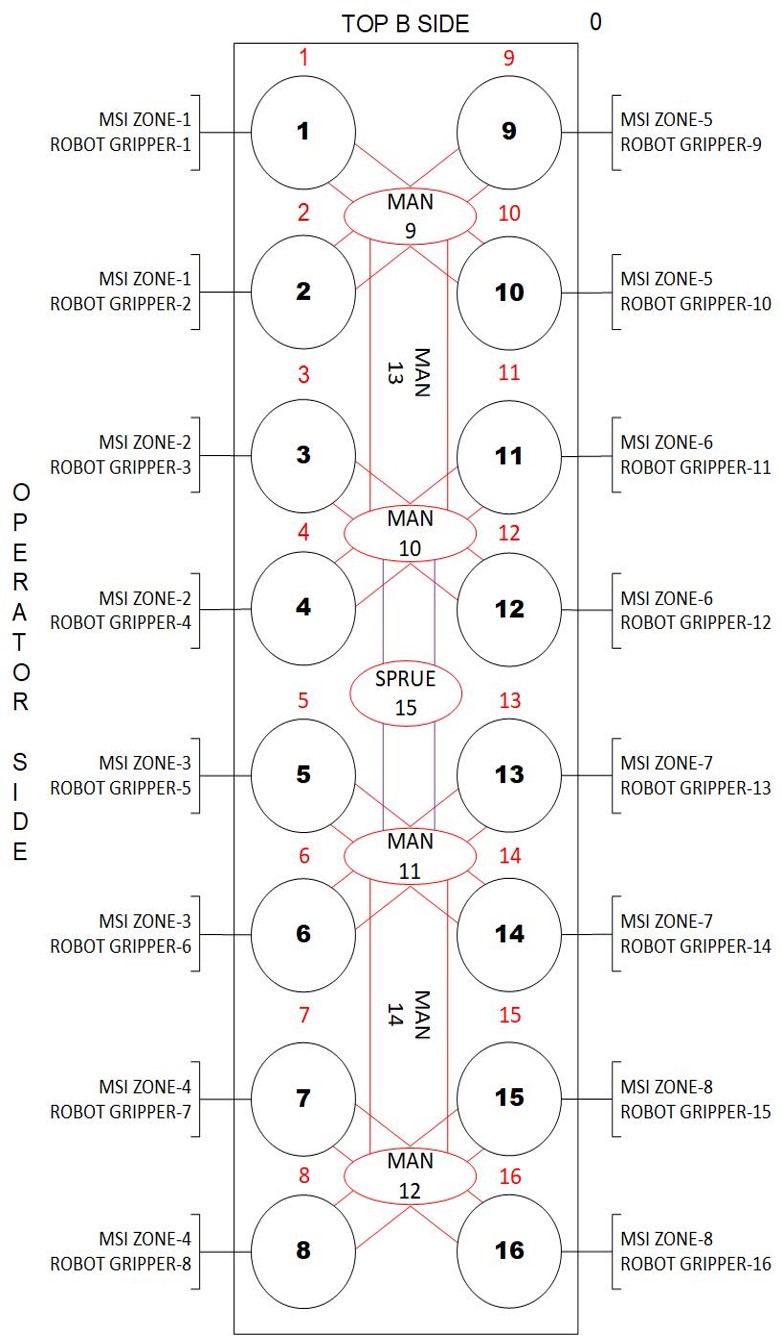 TOP B SIDE
0
1
9
MSI ZONE-1
ROBOT GRIPPER-1
1
9
MSI ZONE-5
ROBOT GRIPPER-9
MAN
9
2
10
MSI ZONE-1
ROBOT GRIPPER-2
2
10
MSI ZONE-5
ROBOT GRIPPER-10
MAN
13
3
11
MSI ZONE-2
ROBOT GRIPPER-3
3
11
MSI ZONE-6
ROBOT GRIPPER-11
OPERATOR SIDE
MAN
10
4
12
MSI ZONE-2
ROBOT GRIPPER-4
4
12
MSI ZONE-6
ROBOT GRIPPER-12
SPRUE
15
5
13
MSI ZONE-3
ROBOT GRIPPER-5
5
13
MSI ZONE-7
ROBOT GRIPPER-13
MAN
11
6
14
MSI ZONE-3
ROBOT GRIPPER-6
6
14
MSI ZONE-7
ROBOT GRIPPER-14
MAN
14
7
15
MSI ZONE-4
ROBOT GRIPPER-7
7
15
MSI ZONE-8
ROBOT GRIPPER-15
MAN
12
8
16
MSI ZONE-4
ROBOT GRIPPER-8
8
16
MSI ZONE-8
ROBOT GRIPPER-16